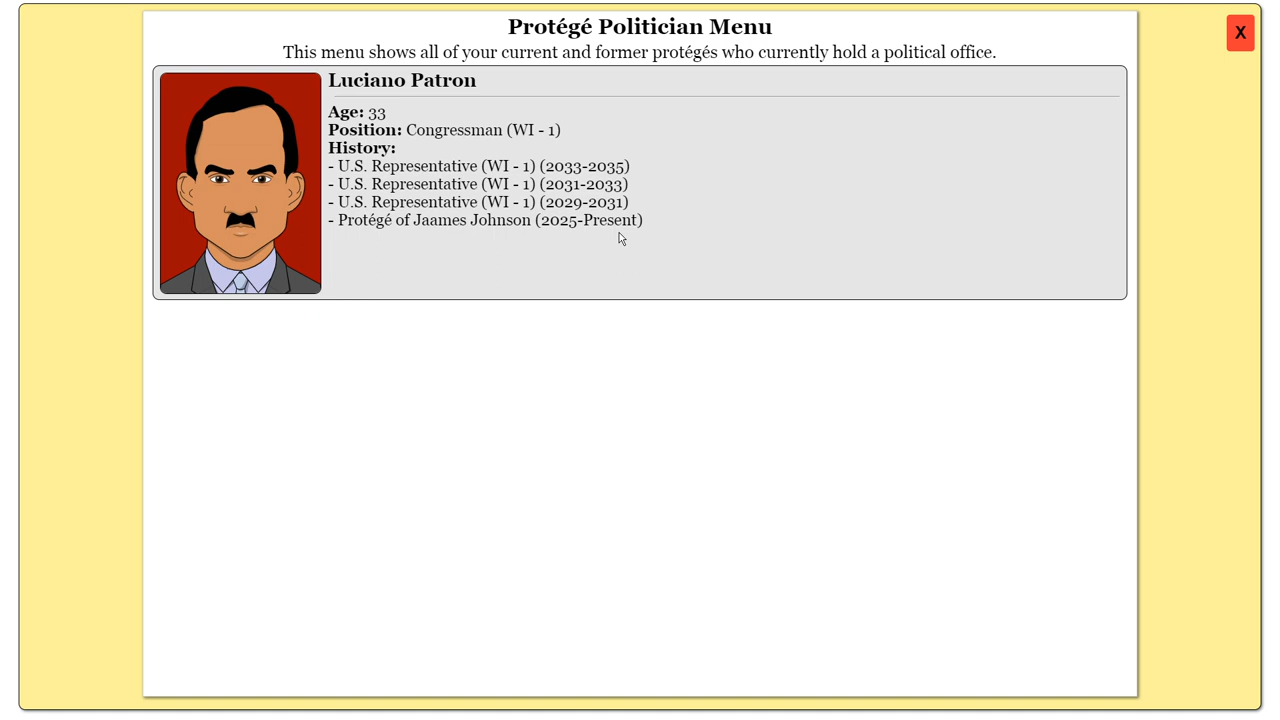 Protégé Politician Menu
X
This menu shows all of your current and former protégés who currently hold a political office.
Luciano Patron
Age: 33
Position: Congressman (WI - 1)
History:
- U.S. Representative (WI - 1) (2033-2035)
- U.S. Representative (WI - 1) (2031-2033)
- U.S. Representative (WI - 1) (2029-2031)
- Protégé of Jaames Johnson (2025-Present)